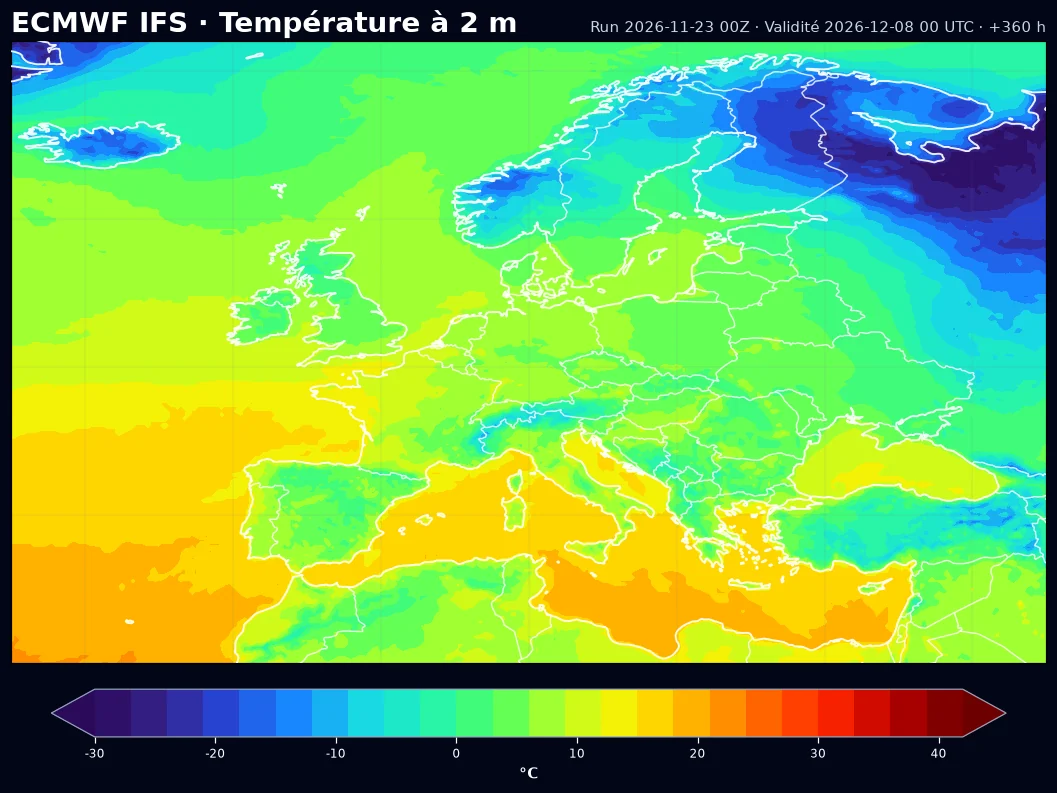 ECMWF IFS · Température à 2 m
Run 2026-11-23 00Z · Validité 2026-12-08 00 UTC · +360 h
-30 -20 -10 0 10 20 30 40
°C